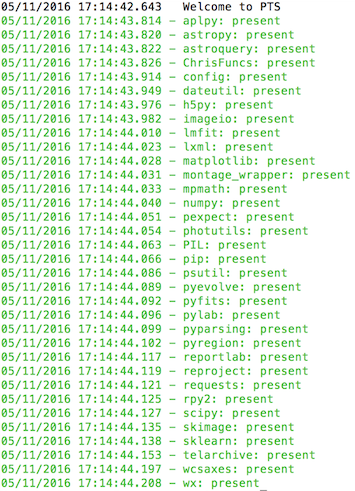 05/11/2016 17:14:42.643   Welcome to PTS
05/11/2016 17:14:43.814 - aplpy: present
05/11/2016 17:14:43.820 - astropy: present
05/11/2016 17:14:43.822 - astroquery: present
05/11/2016 17:14:43.826 - ChrisFuncs: present
05/11/2016 17:14:43.914 - config: present
05/11/2016 17:14:43.949 - dateutil: present
05/11/2016 17:14:43.976 - h5py: present
05/11/2016 17:14:43.982 - imageio: present
05/11/2016 17:14:44.010 - lmfit: present
05/11/2016 17:14:44.023 - lxml: present
05/11/2016 17:14:44.028 - matplotlib: present
05/11/2016 17:14:44.031 - montage_wrapper: present
05/11/2016 17:14:44.033 - mpmath: present
05/11/2016 17:14:44.040 - numpy: present
05/11/2016 17:14:44.051 - pexpect: present
05/11/2016 17:14:44.054 - photutils: present
05/11/2016 17:14:44.063 - PIL: present
05/11/2016 17:14:44.066 - pip: present
05/11/2016 17:14:44.086 - psutil: present
05/11/2016 17:14:44.089 - pyevolve: present
05/11/2016 17:14:44.092 - pyfits: present
05/11/2016 17:14:44.096 - pylab: present
05/11/2016 17:14:44.099 - pyparsing: present
05/11/2016 17:14:44.102 - pyregion: present
05/11/2016 17:14:44.117 - reportlab: present
05/11/2016 17:14:44.119 - reproject: present
05/11/2016 17:14:44.121 - requests: present
05/11/2016 17:14:44.125 - rpy2: present
05/11/2016 17:14:44.127 - scipy: present
05/11/2016 17:14:44.135 - skimage: present
05/11/2016 17:14:44.138 - sklearn: present
05/11/2016 17:14:44.153 - telarchive: present
05/11/2016 17:14:44.197 - wcsaxes: present
05/11/2016 17:14:44.208 - wx: present_